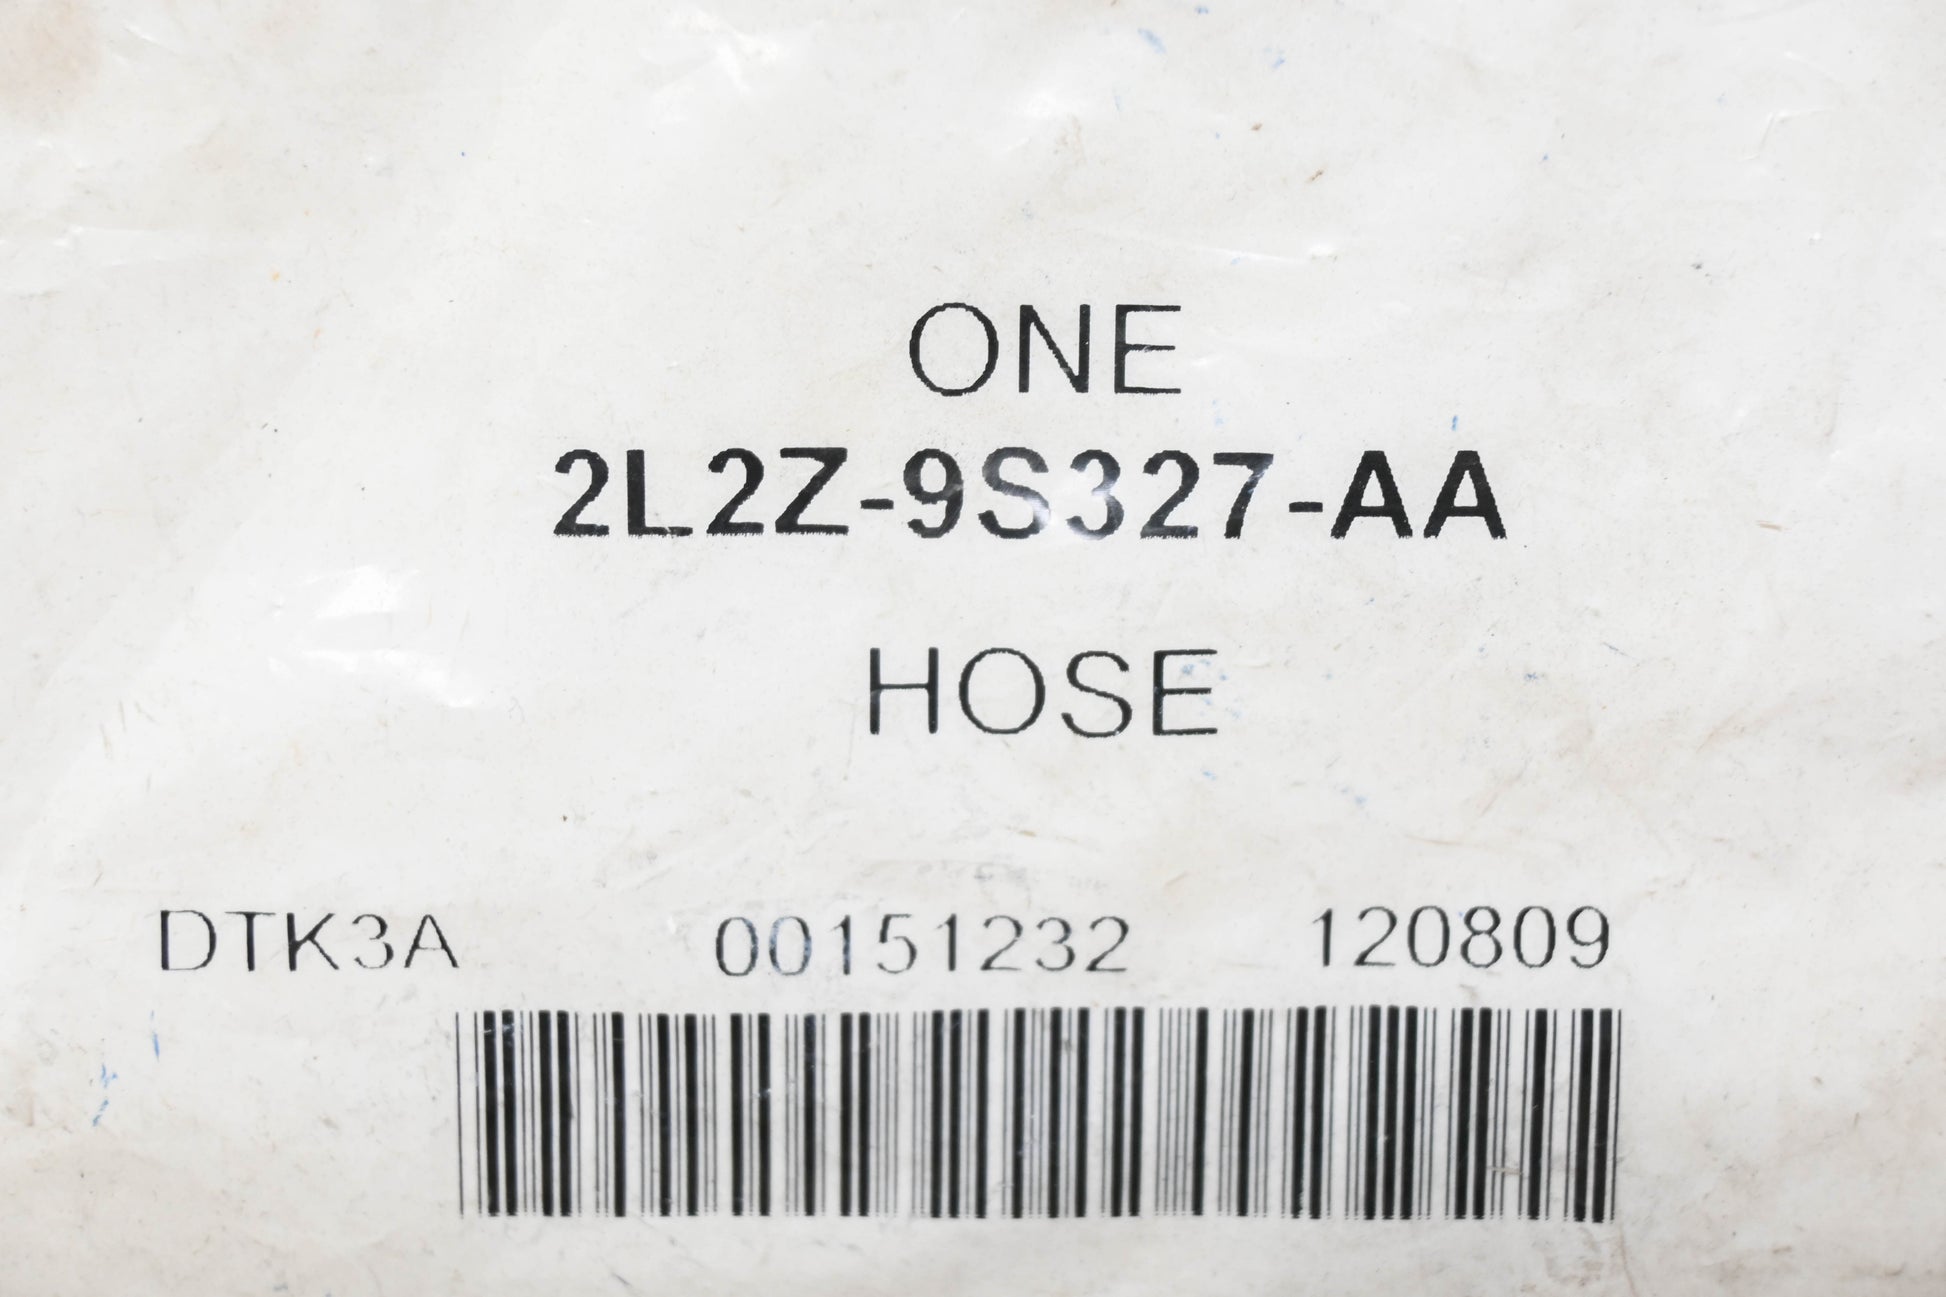 ONE
2L2Z-9S327-AA
HOSE
DTK3A 00151232 120809